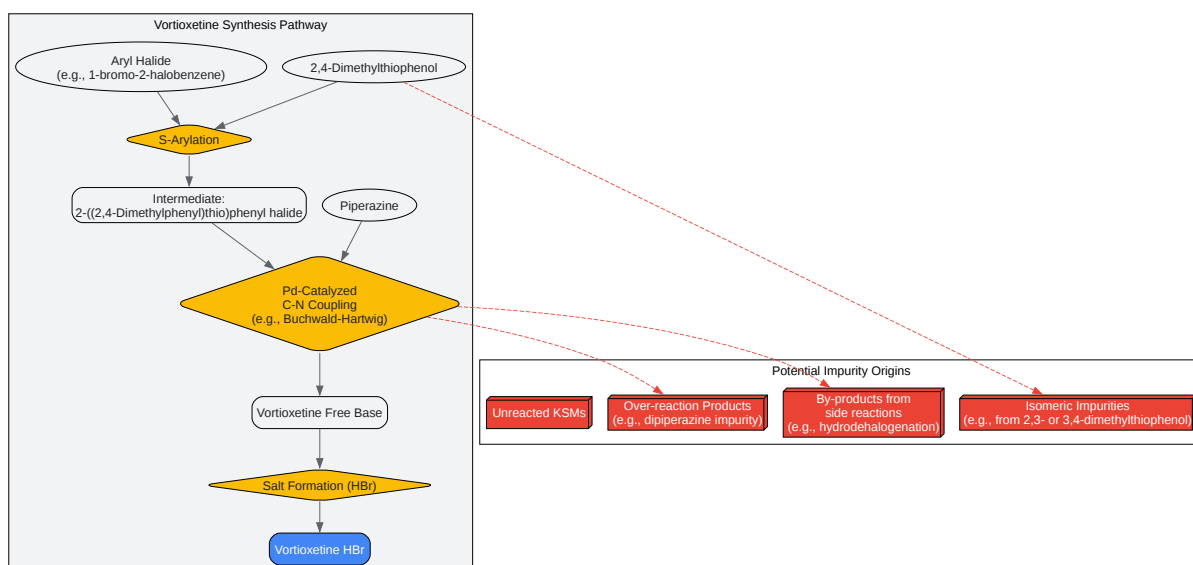 Vortioxetine Synthesis Pathway
Aryl Halide
(e.g., 1-bromo-2-halobenzene)
2,4-Dimethylthiophenol
S-Arylation
Intermediate:
2-((2,4-Dimethylphenyl)thio)phenyl halide
Piperazine
Pd-Catalyzed
C-N Coupling
(e.g., Buchwald-Hartwig)
Vortioxetine Free Base
Salt Formation (HBr)
Vortioxetine HBr
Potential Impurity Origins
Unreacted KSMs
Over-reaction Products
(e.g., dipiperazine impurity)
By-products from
side reactions
(e.g., hydrodehalogenation)
Isomeric Impurities
(e.g., from 2,3- or 3,4-dimethylthiophenol)